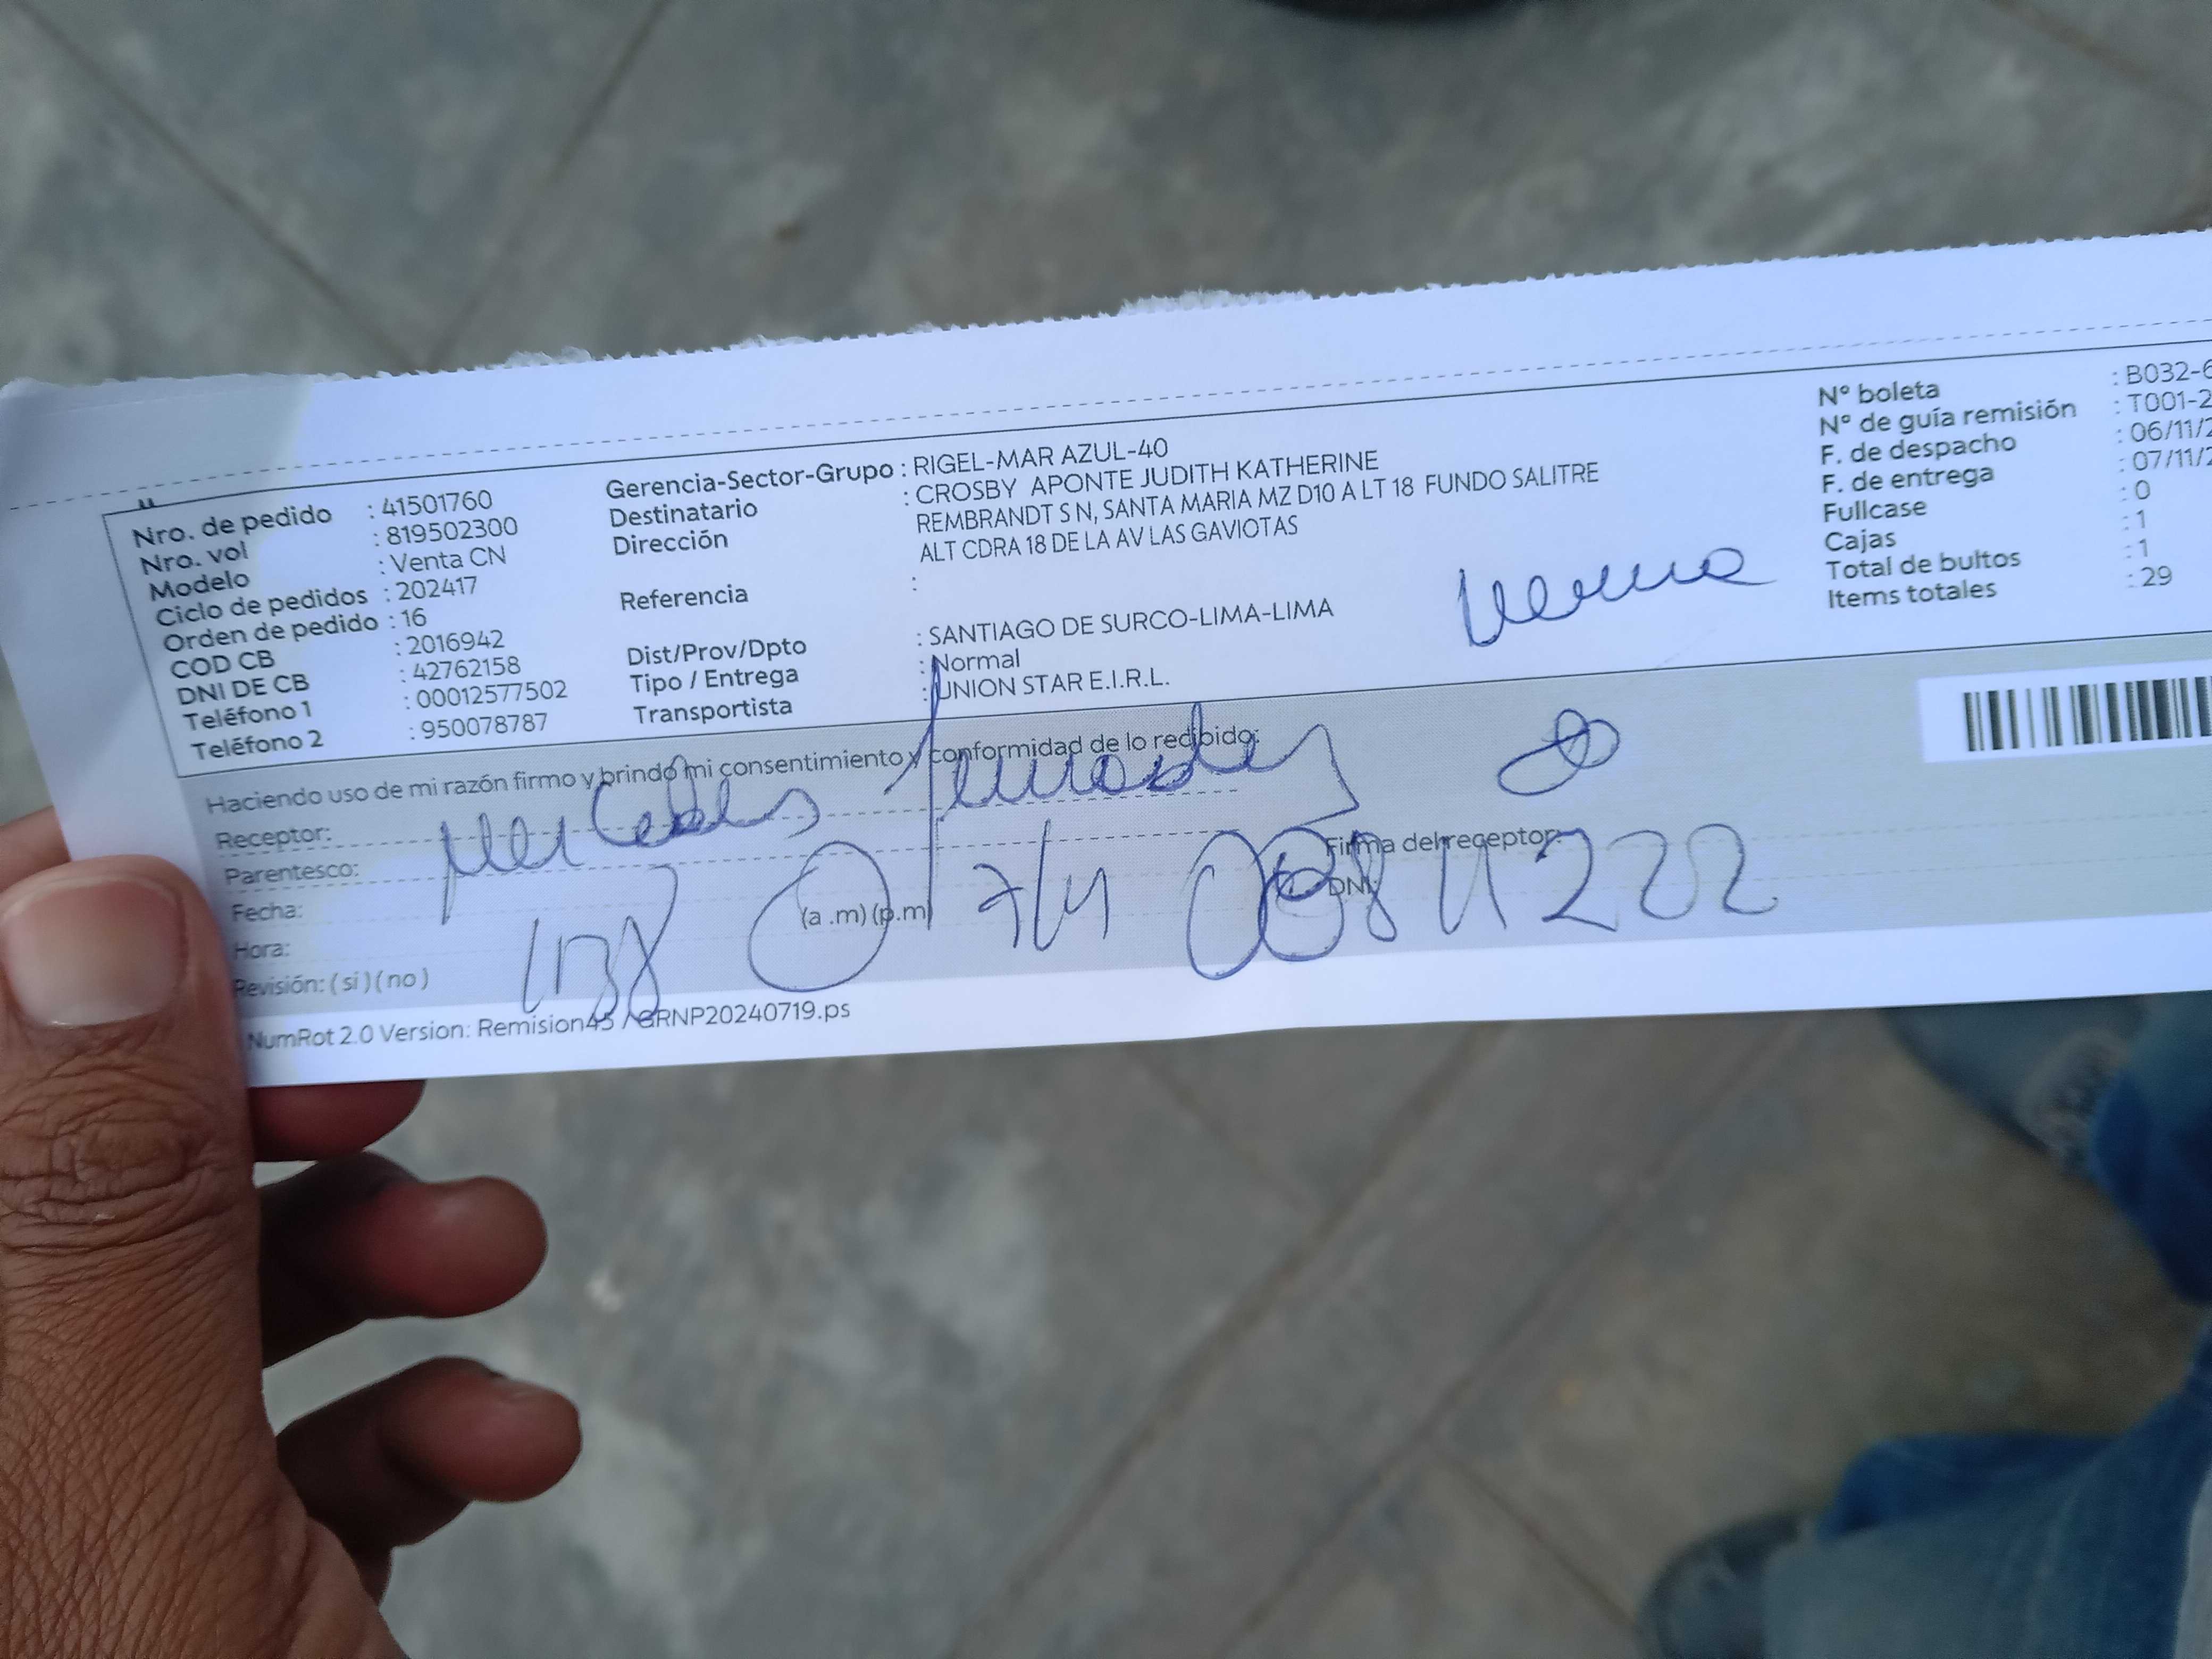 Nro. de pedido : 41501760
Nro. vol : 819502300
Modelo : Venta CN
Ciclo de pedidos : 202417
Orden de pedido : 16
COD CB : 2016942
DNI DE CB : 42762158
Teléfono 1 : 00012577502
Teléfono 2 : 950078787
Gerencia-Sector-Grupo : RIGEL-MAR AZUL-40
Destinatario : CROSBY APONTE JUDITH KATHERINE
Dirección REMBRANDT S N, SANTA MARIA MZ D10 A LT 18 FUNDO SALITRE
ALT CDRA 18 DE LA AV LAS GAVIOTAS
Referencia :
Dist/Prov/Dpto : SANTIAGO DE SURCO-LIMA-LIMA
Tipo / Entrega : Normal
Transportista : UNION STAR E.I.R.L.
Nº boleta : B032-6
Nº de guía remisión : T001-2
F. de despacho : 06/11/2
F. de entrega : 07/11/2
Fullcase : 0
Cajas : 1
Total de bultos : 1
Items totales : 29
Haciendo uso de mi razón firmo y brindo mi consentimiento y conformidad de lo recibido:
Receptor: Mercedes
Parentesco:
Fecha:
Hora: (a .m) (p.m)
Revisión: ( si ) ( no )
Firma del receptor:
DNI:
7/11
NumRot 2.0 Version: Remision45 / GRNP20240719.ps